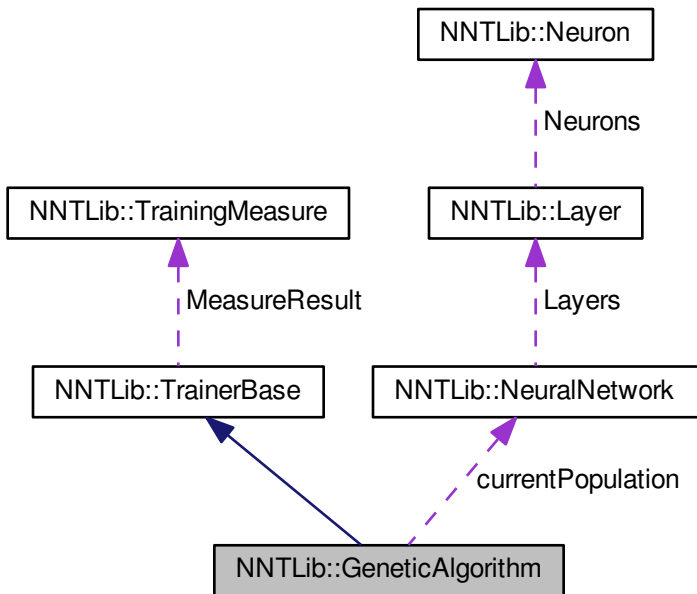 NNTLib::Neuron
Neurons
NNTLib::TrainingMeasure
NNTLib::Layer
MeasureResult
Layers
NNTLib::TrainerBase
NNTLib::NeuralNetwork
currentPopulation
NNTLib::GeneticAlgorithm